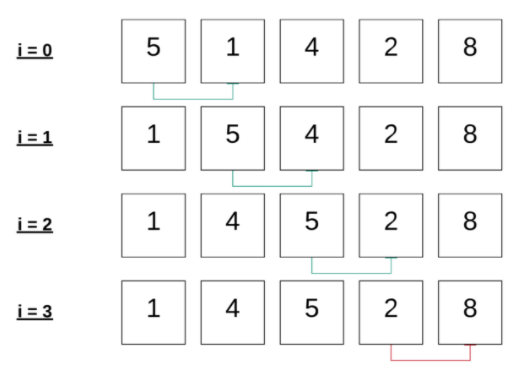 i = 0 5 1 4 2 8
i = 1 1 5 4 2 8
i = 2 1 4 5 2 8
i = 3 1 4 5 2 8